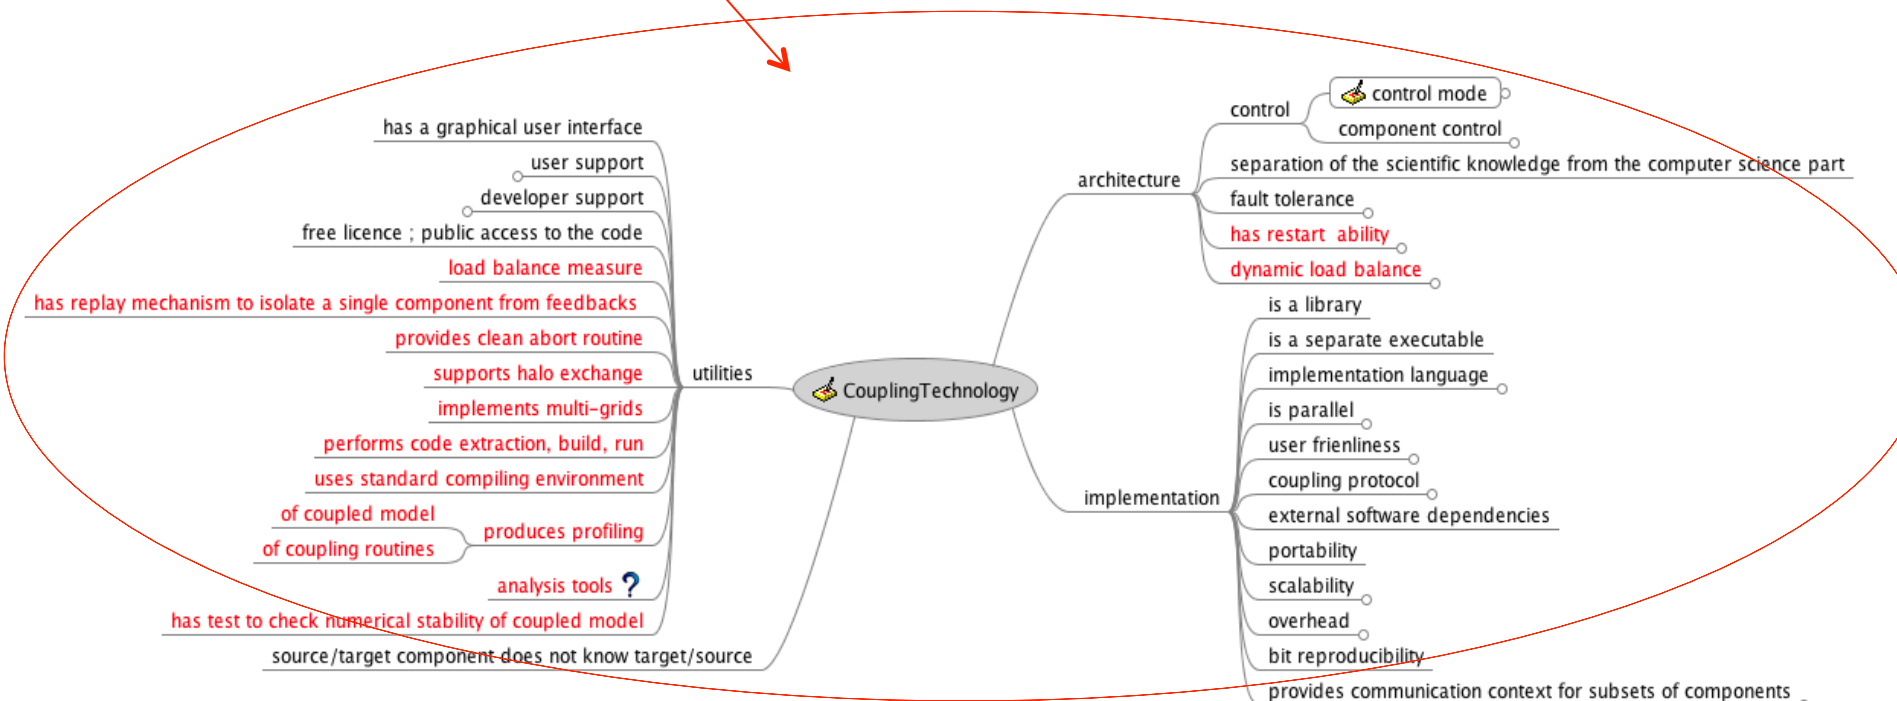 has a graphical user interface
user support
developer support
free licence ; public access to the code
load balance measure
has replay mechanism to isolate a single component from feedbacks
provides clean abort routine
supports halo exchange
implements multi-grids
performs code extraction, build, run
uses standard compiling environment
of coupled model
of coupling routines
produces profiling
analysis tools ?
has test to check numerical stability of coupled model
utilities
source/target component does not know target/source
CouplingTechnology
architecture
control
control mode
component control
separation of the scientific knowledge from the computer science part
fault tolerance
has restart ability
dynamic load balance
implementation
is a library
is a separate executable
implementation language
is parallel
user frienliness
coupling protocol
external software dependencies
portability
scalability
overhead
bit reproducibility
provides communication context for subsets of components